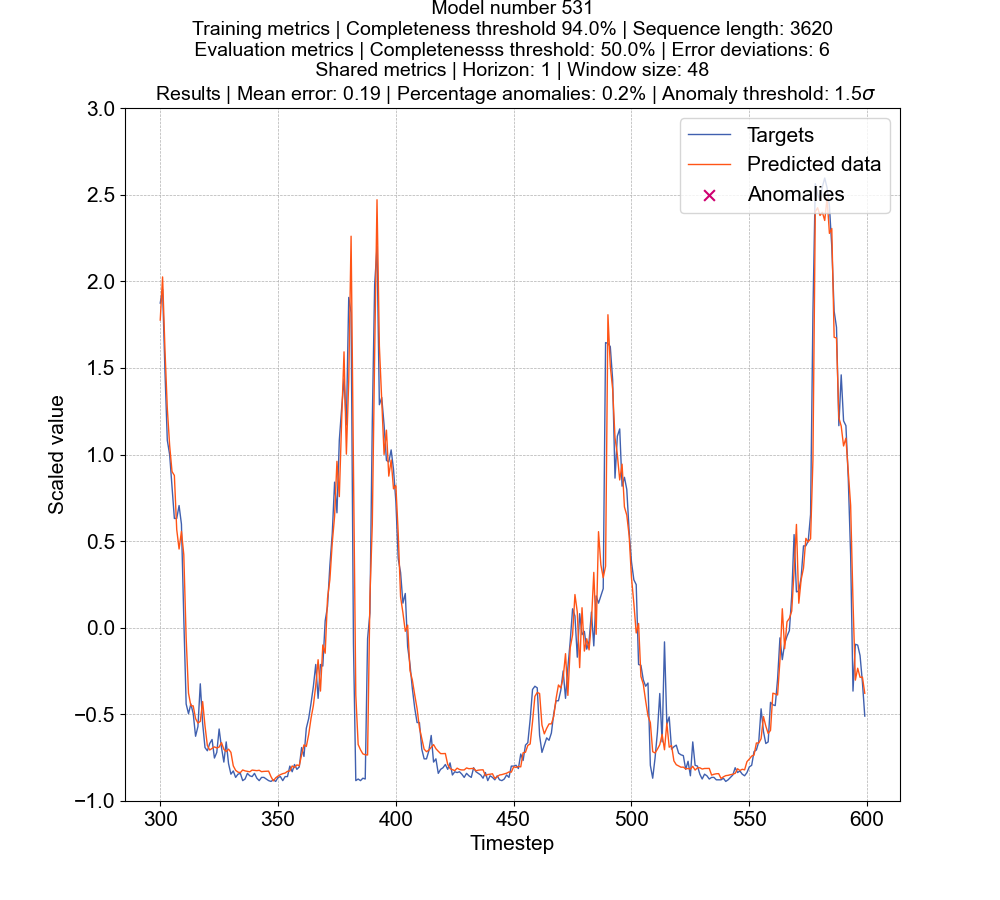 Model number 531
Training metrics | Completeness threshold 94.0% | Sequence length: 3620
Evaluation metrics | Completenesss threshold: 50.0% | Error deviations: 6
Shared metrics | Horizon: 1 | Window size: 48
Results | Mean error: 0.19 | Percentage anomalies: 0.2% | Anomaly threshold: 1.5σ
3.0
2.5
2.0
1.5
1.0
0.5
0.0
−0.5
−1.0
Scaled value
Targets
Predicted data
Anomalies
300
350
400
450
500
550
600
Timestep